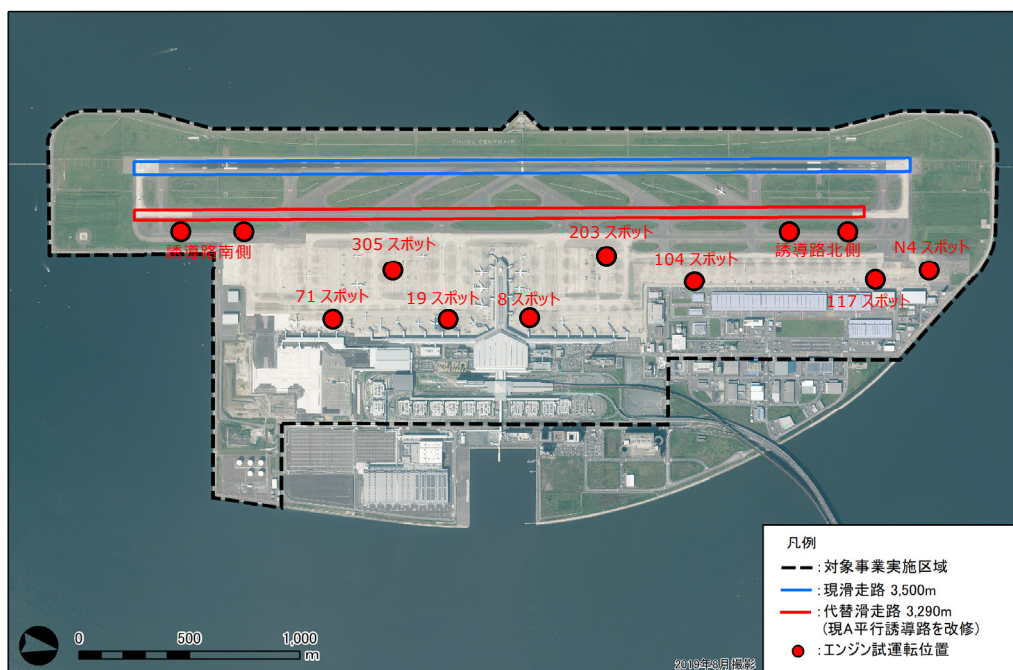 CHUBU CENTRAIR
誘導路南側
305 スポット
203 スポット
誘導路北側
N4 スポット
104 スポット
117 スポット
71 スポット
19 スポット
8 スポット
凡例
:対象事業実施区域
:現滑走路 3,500m
:代替滑走路 3,290m
(現A平行誘導路を改修)
:エンジン試運転位置
0 500 1,000
m
2019年8月撮影